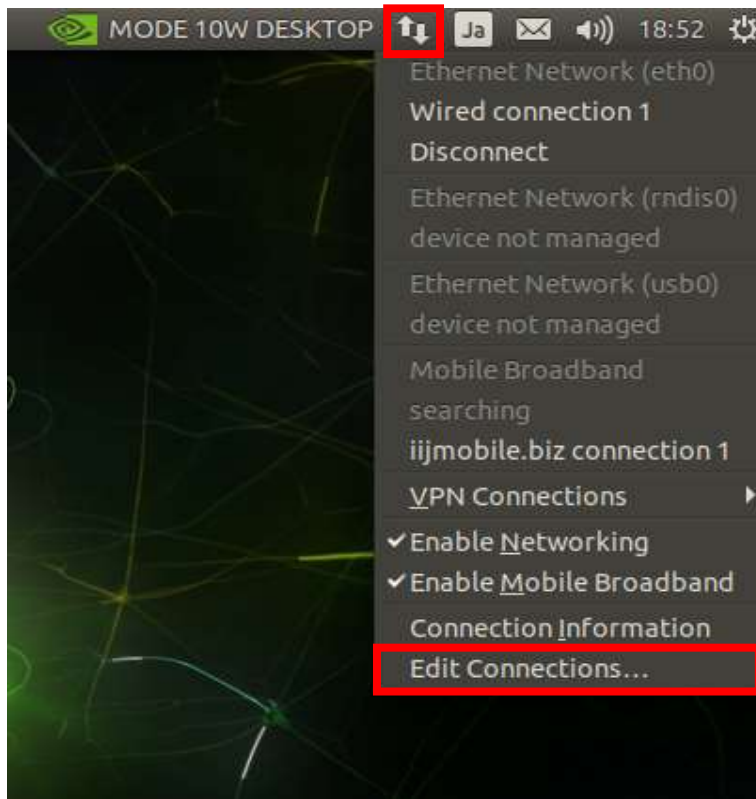 MODE 10W DESKTOP Ja 18:52
Ethernet Network (eth0)
Wired connection 1
Disconnect
Ethernet Network (rndis0)
device not managed
Ethernet Network (usb0)
device not managed
Mobile Broadband
searching
iijmobile.biz connection 1
VPN Connections
Enable Networking
Enable Mobile Broadband
Connection Information
Edit Connections...